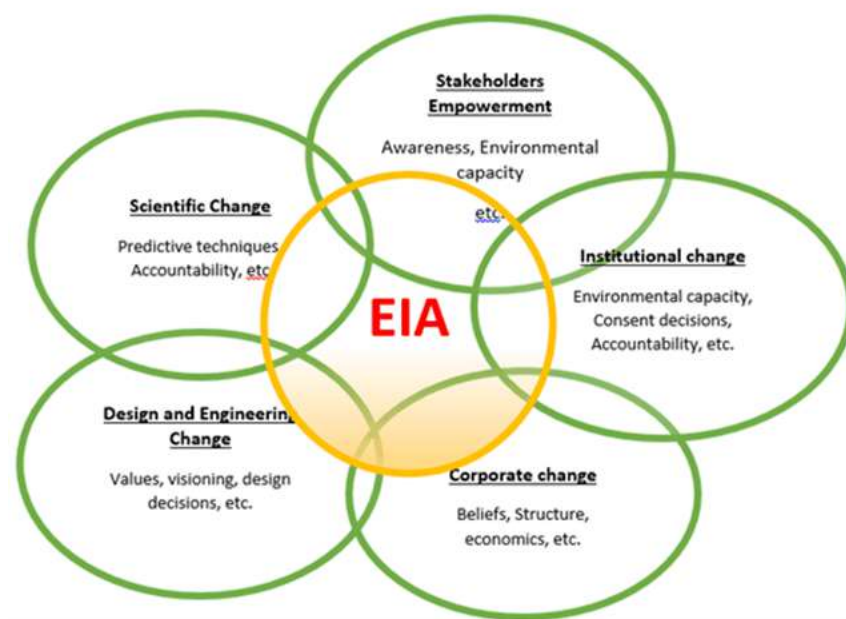 Stakeholders
Empowerment
Awareness, Environmental
capacity
etc.
Scientific Change
Predictive techniques
Accountability, etc
EIA
Institutional change
Environmental capacity,
Consent decisions,
Accountability, etc.
Design and Engineering
Change
Values, visioning, design
decisions, etc.
Corporate change
Beliefs, Structure,
economics, etc.